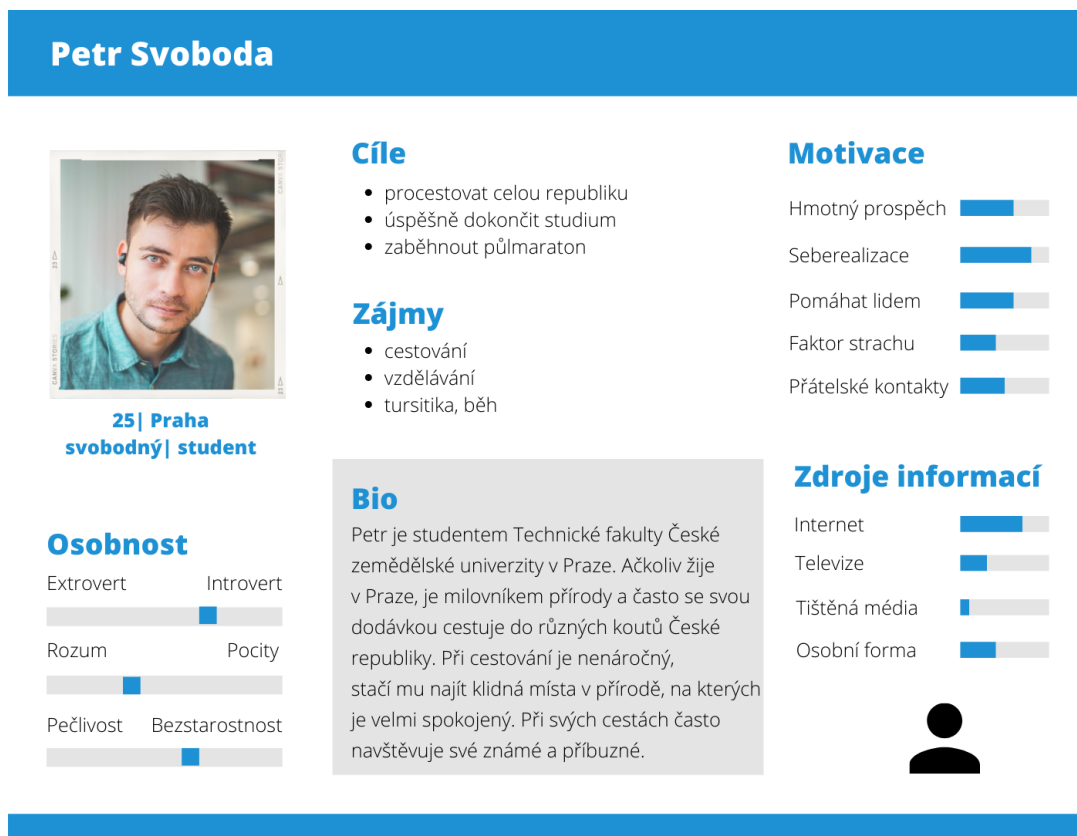 Petr Svoboda
25| Praha
svobodný| student
Osobnost
Extrovert Introvert
Rozum Pocity
Pečlivost Bezstarostnost
Cíle
procestovat celou republiku
úspěšně dokončit studium
zaběhnout půlmaraton
Zájmy
cestování
vzdělávání
tursitika, běh
Bio
Petr je studentem Technické fakulty České
zemědělské univerzity v Praze. Ačkoliv žije
v Praze, je milovníkem přírody a často se svou
dodávkou cestuje do různých koutů České
republiky. Při cestování je nenáročný,
stačí mu najít klidná místa v přírodě, na kterých
je velmi spokojený. Při svých cestách často
navštěvuje své známé a příbuzné.
Motivace
Hmotný prospěch
Seberealizace
Pomáhat lidem
Faktor strachu
Přátelské kontakty
Zdroje informací
Internet
Televize
Tištěná média
Osobní forma